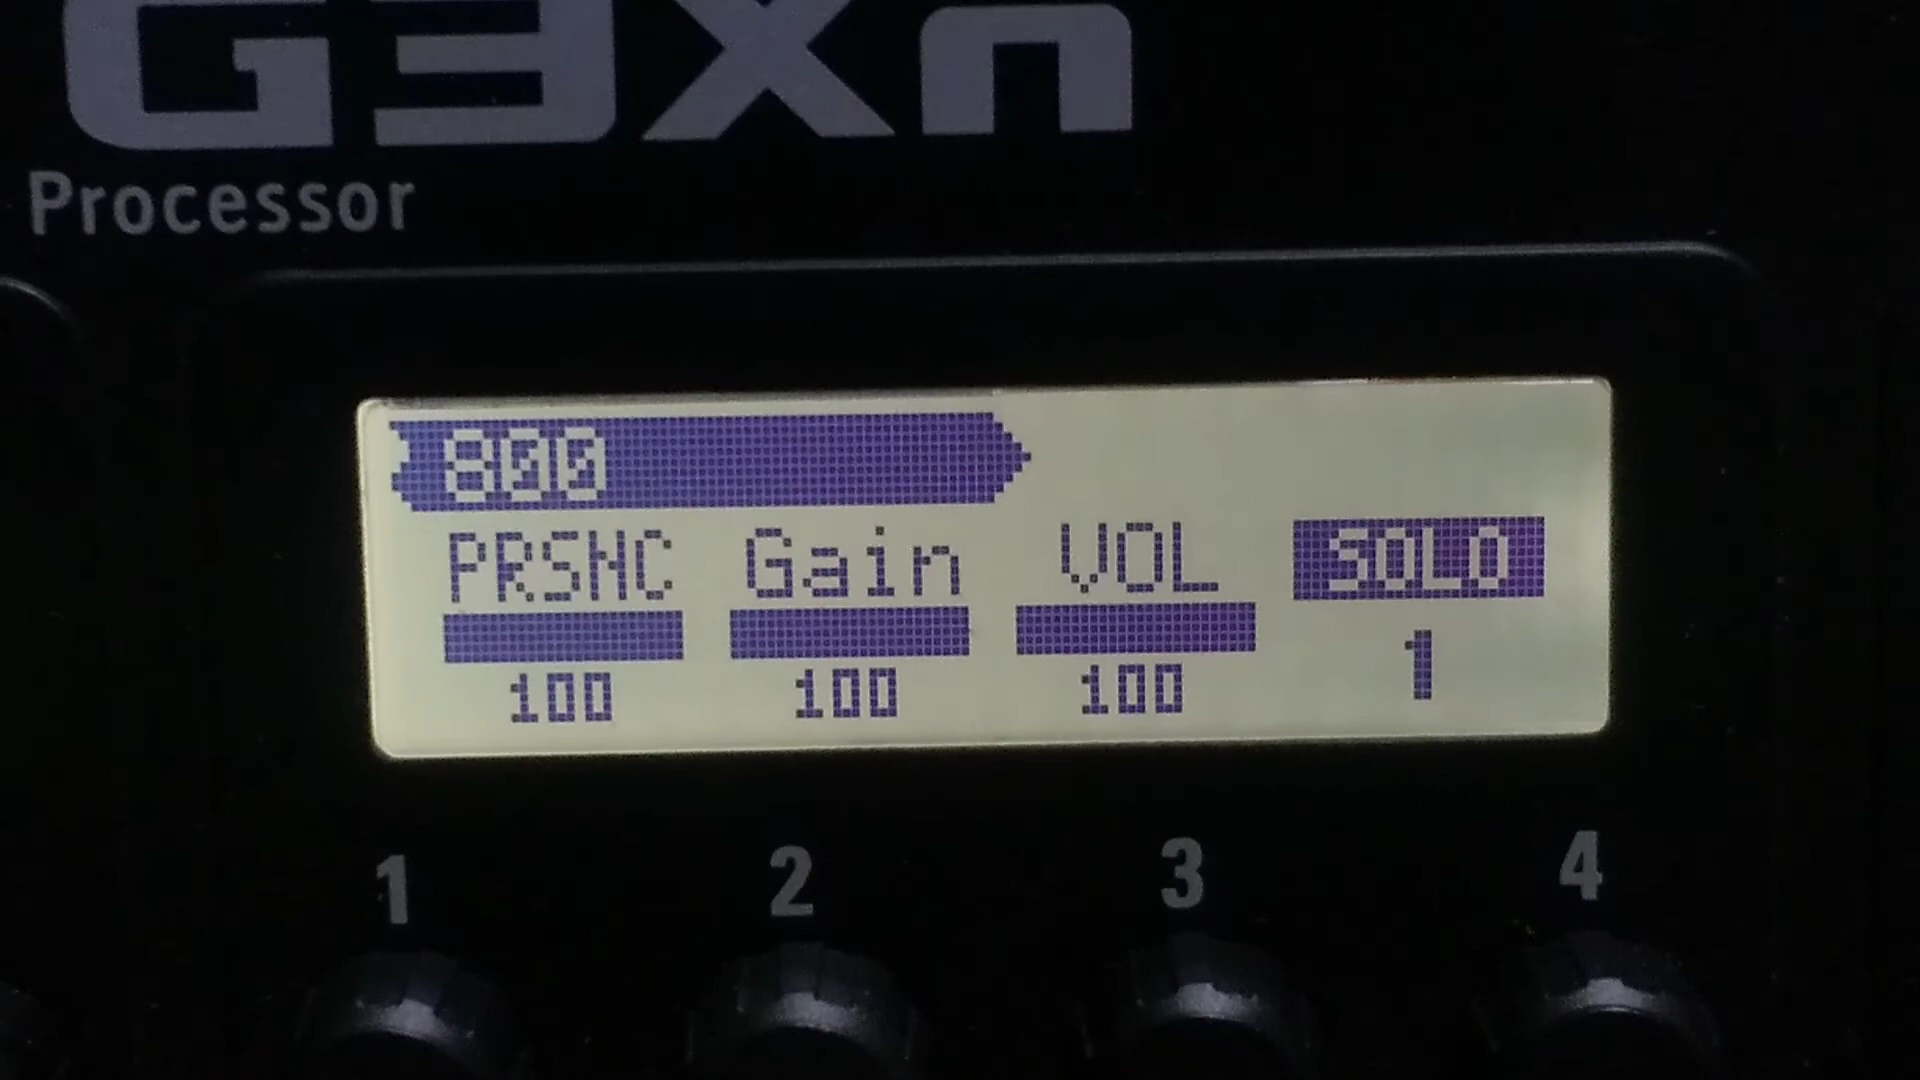 G3Xn
Processor
800
PRSNC Gain VOL SOLO
100 100 100 1
1 2 3 4